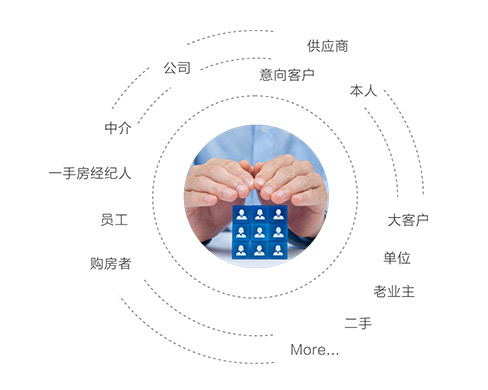 供应商
公司
意向客户
本人
中介
一手房经纪人
员工
大客户
购房者
单位
老业主
二手
More...